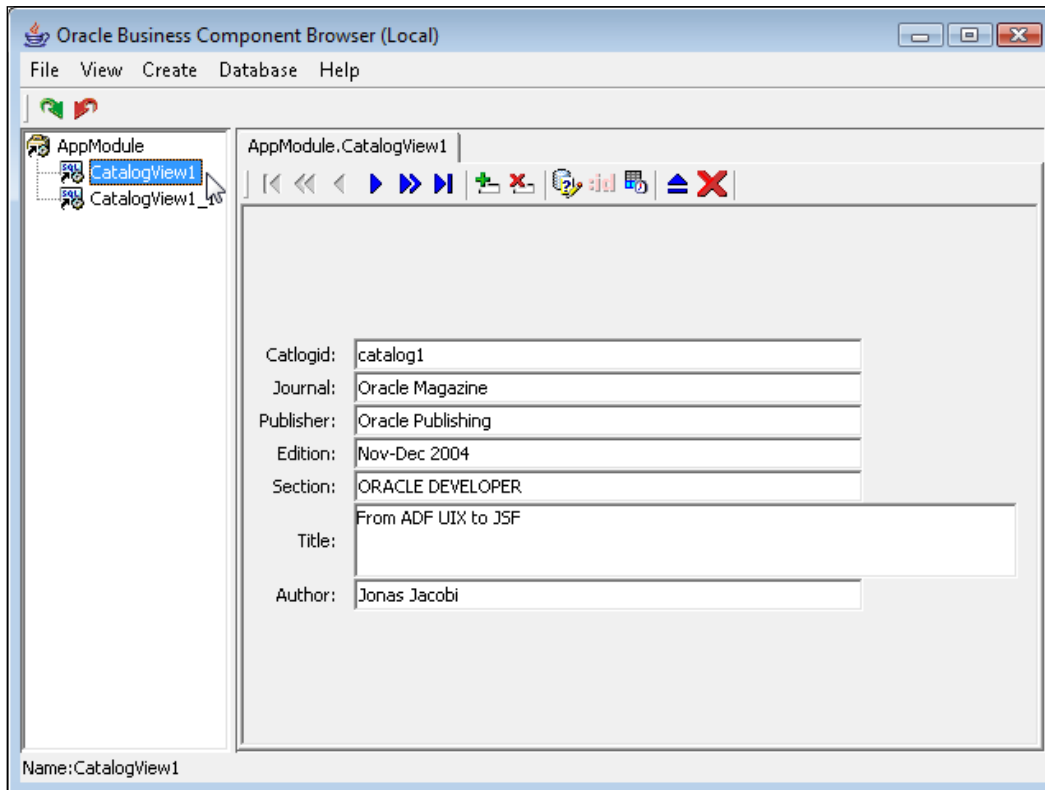 Oracle Business Component Browser (Local)
File View Create Database Help
AppModule
CatalogView1
CatalogView1_
AppModule.CatalogView1
:id
Catlogid: catalog1
Journal: Oracle Magazine
Publisher: Oracle Publishing
Edition: Nov-Dec 2004
Section: ORACLE DEVELOPER
Title: From ADF UIX to JSF
Author: Jonas Jacobi
Name:CatalogView1